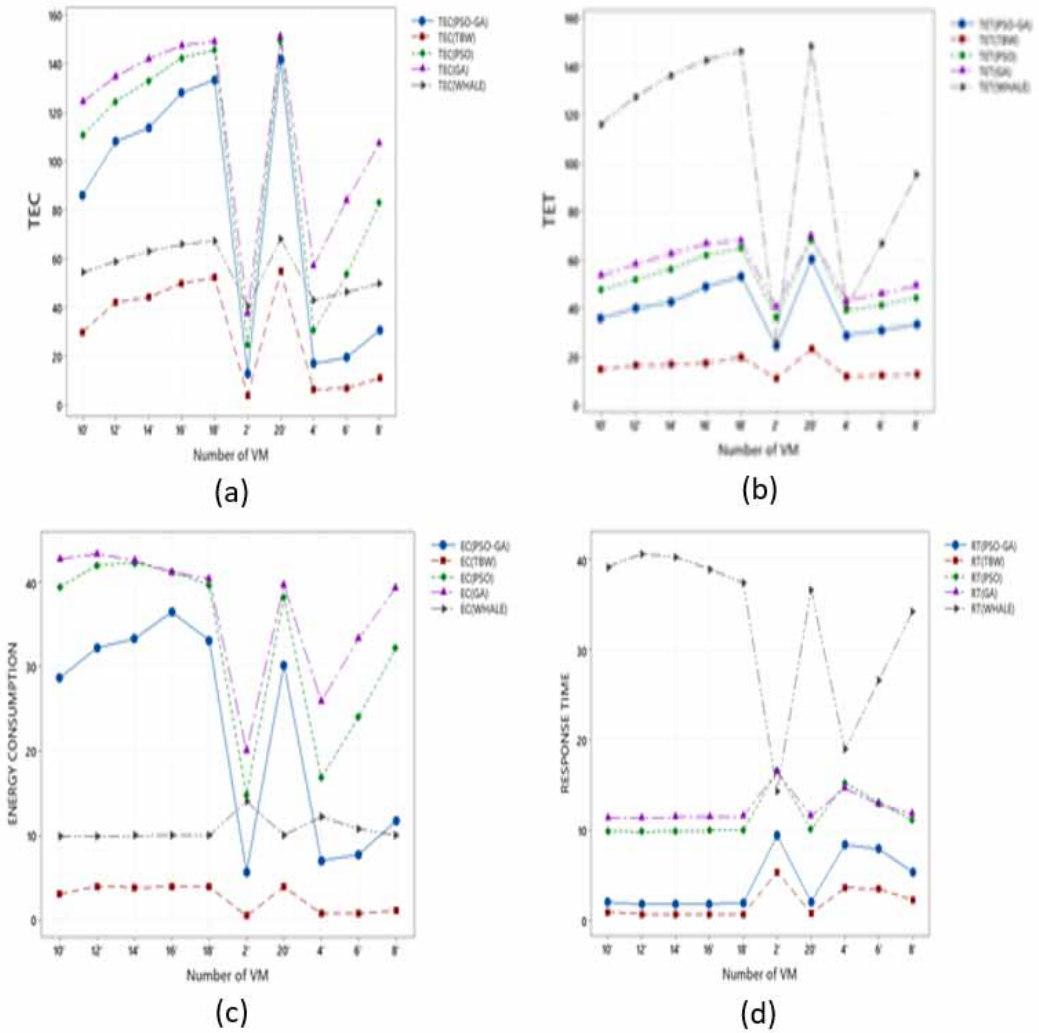 160
140
120
100
80
60
40
20
0
TEC
10' 12' 14' 16' 18' 2' 20' 4' 6' 8'
Number of VM
TEC(PSO-GA)
TEC(TBW)
TEC(PSO)
TEC(GA)
TEC(WHALE)
(a)
160
140
120
100
80
60
40
20
0
TET
10' 12' 14' 16' 18' 2' 20' 4' 6' 8'
Number of VM
TET(PSO-GA)
TET(TBW)
TET(PSO)
TET(GA)
TET(WHALE)
(b)
40
30
20
10
0
ENERGY CONSUMPTION
10' 12' 14' 16' 18' 2' 20' 4' 6' 8'
Number of VM
EC(PSO-GA)
EC(TBW)
EC(PSO)
EC(GA)
EC(WHALE)
(c)
40
30
20
10
0
RESPONSE TIME
10' 12' 14' 16' 18' 2' 20' 4' 6' 8'
Number of VM
RT(PSO-GA)
RT(TBW)
RT(PSO)
RT(GA)
RT(WHALE)
(d)